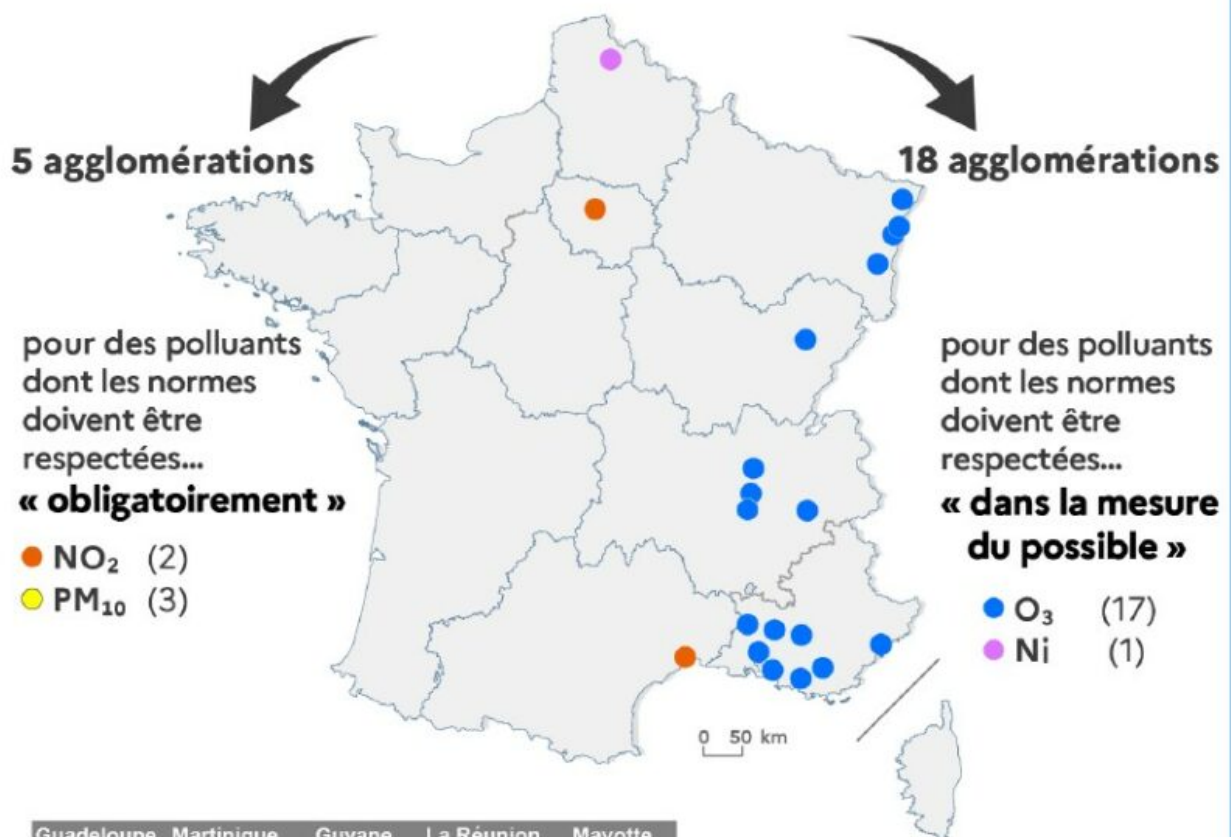 5 agglomérations
pour des polluants
dont les normes
doivent être
respectées...
« obligatoirement »
NO₂ (2)
PM₁₀ (3)
18 agglomérations
pour des polluants
dont les normes
doivent être
respectées...
« dans la mesure
du possible »
O₃ (17)
Ni (1)
0 50 km
Guadeloupe Martinique Guyane La Réunion Mayotte